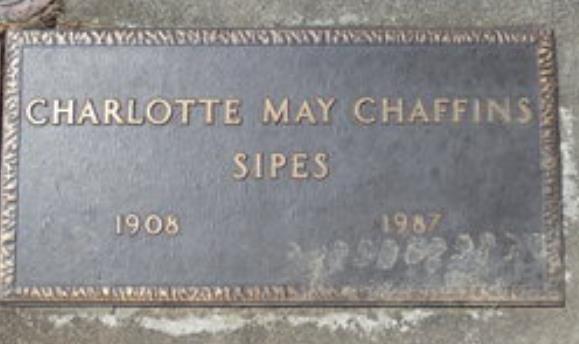 CHARLOTTE MAY CHAFFINS
SIPES
1908 1987